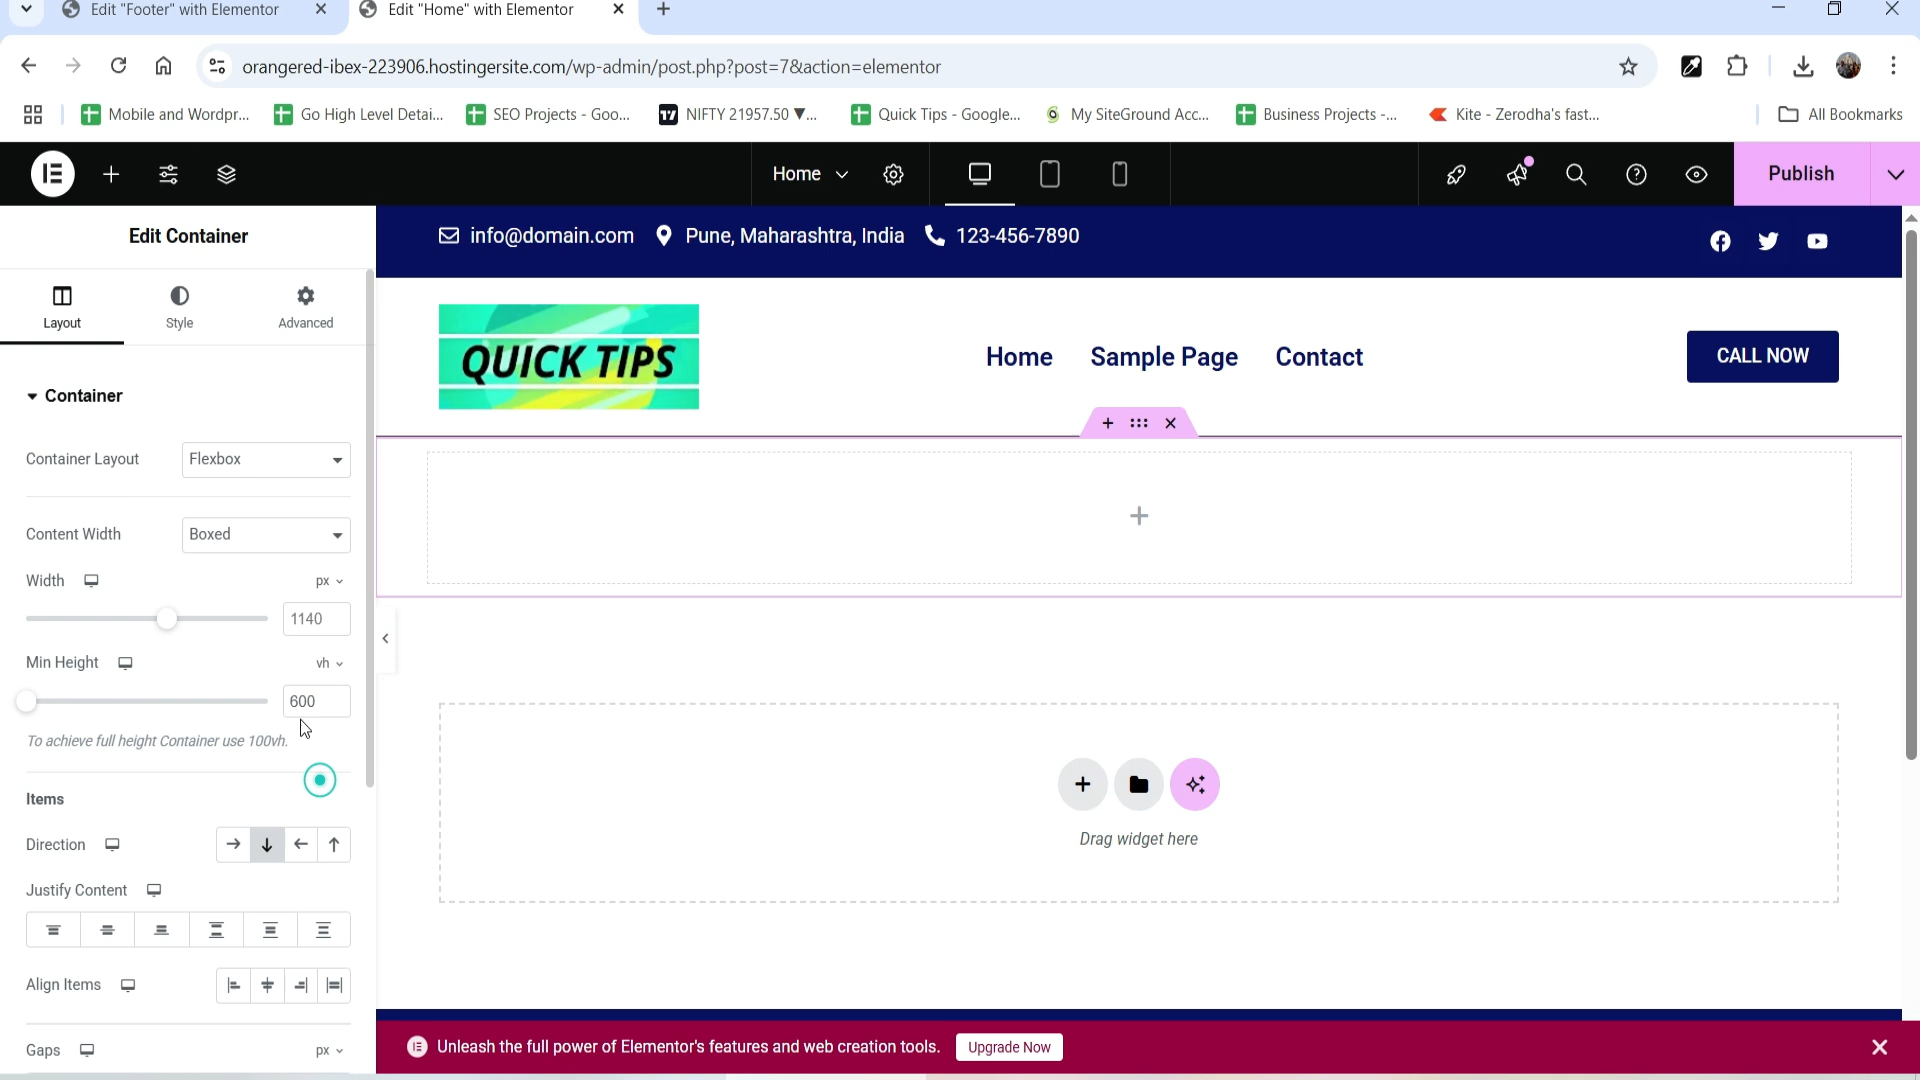 Edit "Footer" with Elementor
Edit "Home" with Elementor
orangered-ibex-223906.hostingersite.com/wp-admin/post.php?post=7&action=elementor
Mobile and Wordpr...
Go High Level Detai...
SEO Projects - Goo...
NIFTY 21957.50 ▼...
Quick Tips - Google...
My SiteGround Acc...
Business Projects -...
Kite - Zerodha's fast...
All Bookmarks
Home
Publish
Edit Container
Layout
Style
Advanced
Container
Container Layout
Flexbox
Content Width
Boxed
Width
px
1140
Min Height
vh
600
To achieve full height Container use 100vh.
Items
Direction
Justify Content
Align Items
Gaps
px
info@domain.com
Pune, Maharashtra, India
123-456-7890
QUICK TIPS
Home
Sample Page
Contact
CALL NOW
Drag widget here
Unleash the full power of Elementor's features and web creation tools.
Upgrade Now